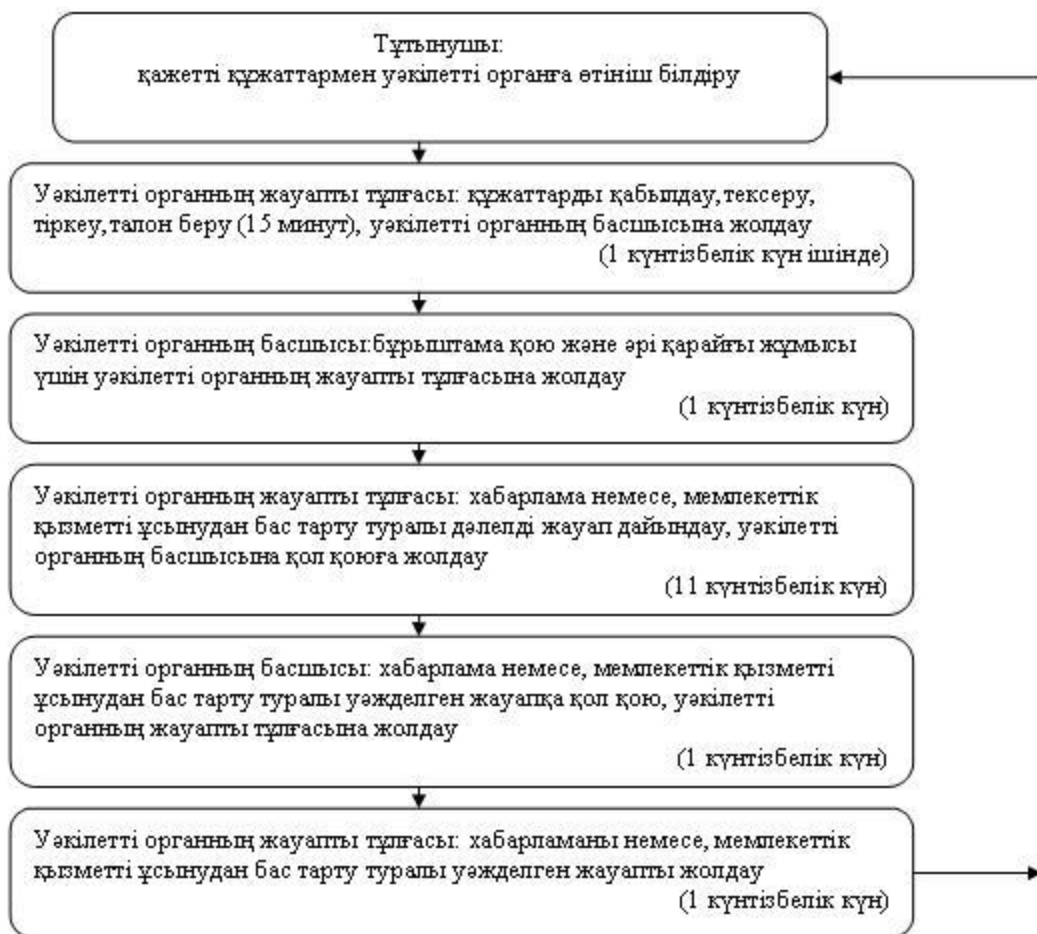 Тұтынушы:
қажетті құжаттармен уәкілетті органға өтініш білдіру
Уәкілетті органның жауапты тұлғасы: құжаттарды қабылдау,тексеру,
тіркеу,талон беру (15 минут), уәкілетті органның басшысына жолдау
(1 күнтізбелік күн ішінде)
Уәкілетті органның басшысы:бұрыштама қою және әрі қарайғы жұмысы
үшін уәкілетті органның жауапты тұлғасына жолдау
(1 күнтізбелік күн)
Уәкілетті органның жауапты тұлғасы: хабарлама немесе, мемлекеттік
қызметті ұсынудан бас тарту туралы дәлелді жауап дайындау, уәкілетті
органның басшысына қол қоюға жолдау
(11 күнтізбелік күн)
Уәкілетті органның басшысы: хабарлама немесе, мемлекеттік қызметті
ұсынудан бас тарту туралы уәжделген жауапқа қол қою, уәкілетті
органның жауапты тұлғасына жолдау
(1 күнтізбелік күн)
Уәкілетті органның жауапты тұлғасы: хабарламаны немесе, мемлекеттік
қызметті ұсынудан бас тарту туралы уәжделген жауапты жолдау
(1 күнтізбелік күн)